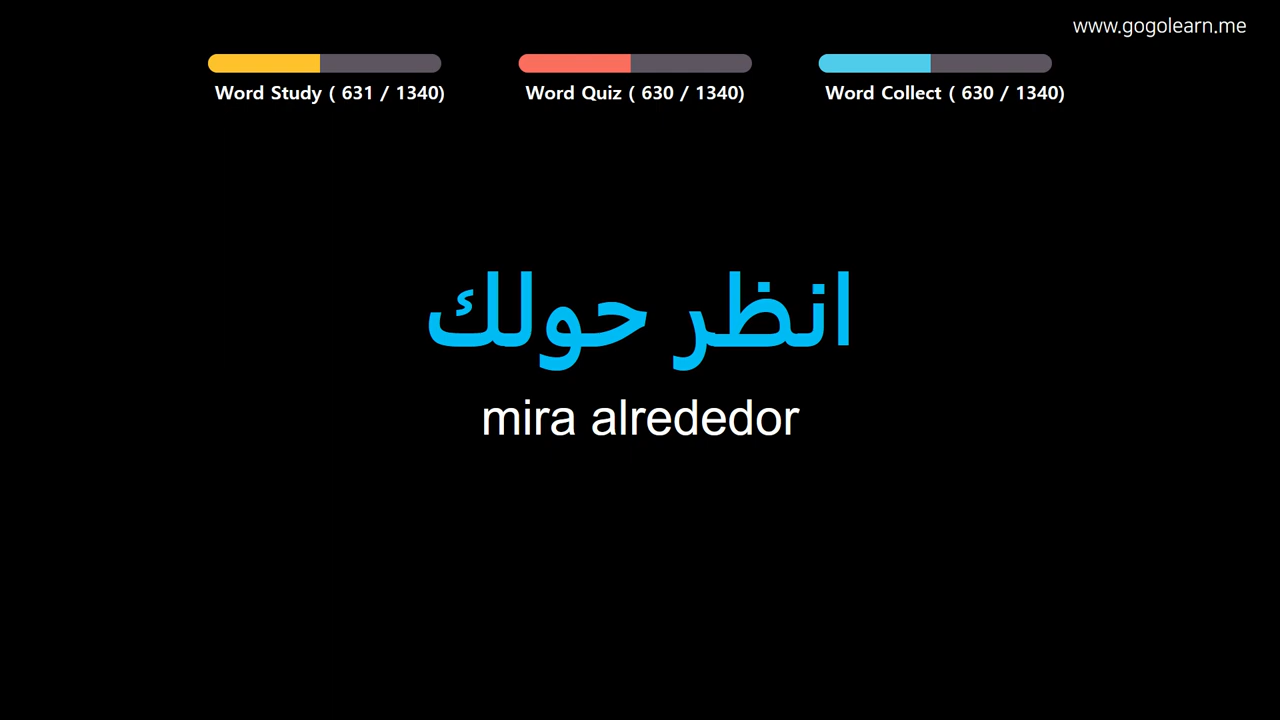 www.gogolearn.me
Word Study ( 631 / 1340)
Word Quiz ( 630 / 1340)
Word Collect ( 630 / 1340)
انظر حولك
mira alrededor